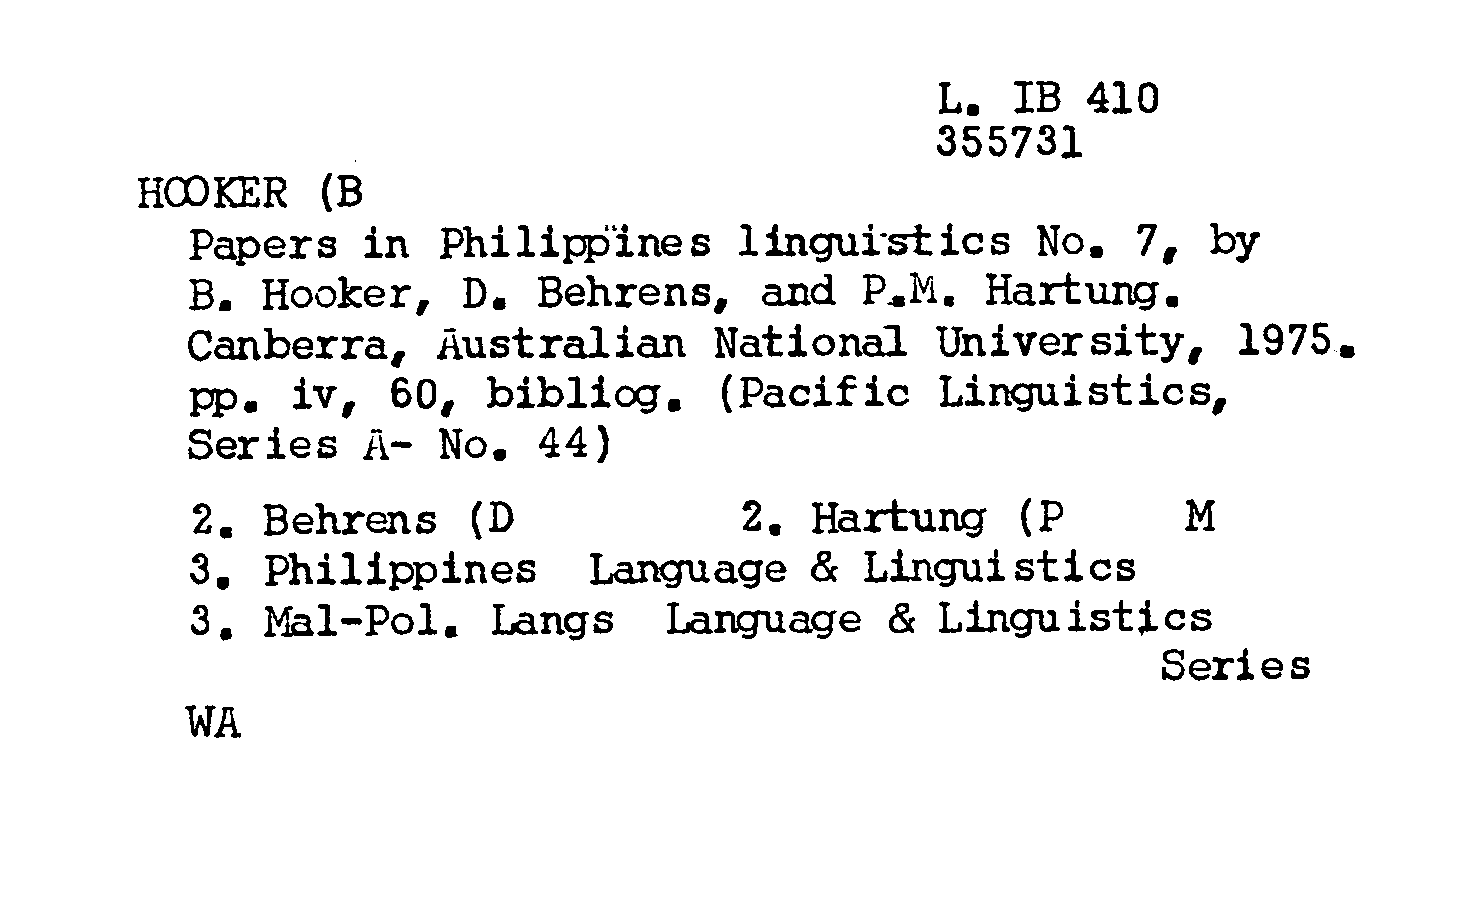 L. IB 410
355731
HOOKER (B
Papers in Philippines linguistics No. 7, by
B. Hooker, D. Behrens, and P.M. Hartung.
Canberra, Australian National University, 1975.
pp. iv, 60, bibliog. (Pacific Linguistics,
Series A- No. 44)
2. Behrens (D 2. Hartung (P M
3. Philippines Language & Linguistics
3. Mal-Pol. Langs Language & Linguistics
Series
WA